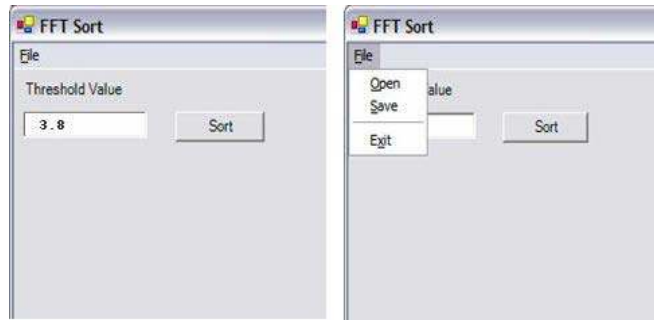 FFT Sort
File
Threshold Value
3.8 Sort
FFT Sort
File
Open
Save
Exit
alue
Sort